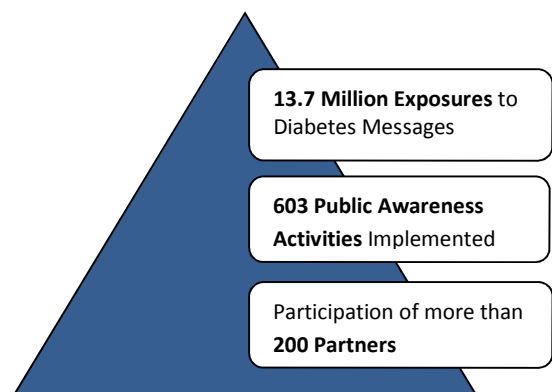 13.7 Million Exposures to
Diabetes Messages
603 Public Awareness
Activities Implemented
Participation of more than
200 Partners